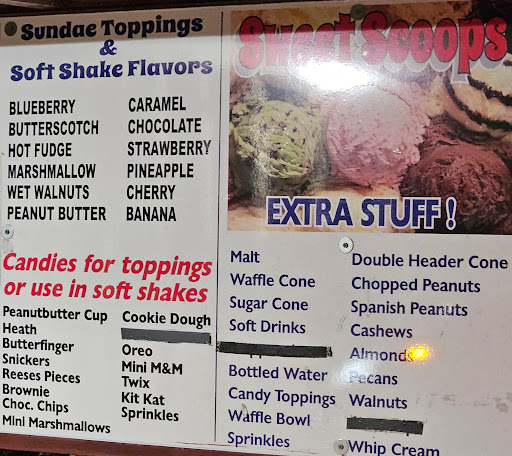 Sundae Toppings
&
Soft Shake Flavors
BLUEBERRY
BUTTERSCOTCH
HOT FUDGE
MARSHMALLOW
WET WALNUTS
PEANUT BUTTER
CARAMEL
CHOCOLATE
STRAWBERRY
PINEAPPLE
CHERRY
BANANA
Candies for toppings
or use in soft shakes
Peanutbutter Cup
Heath
Butterfinger
Snickers
Reeses Pieces
Brownie
Choc. Chips
Mini Marshmallows
Cookie Dough
Oreo
Mini M&M
Twix
Kit Kat
Sprinkles
Sweet Scoops
EXTRA STUFF !
Malt
Waffle Cone
Sugar Cone
Soft Drinks
Bottled Water
Candy Toppings
Waffle Bowl
Sprinkles
Double Header Cone
Chopped Peanuts
Spanish Peanuts
Cashews
Almonds
Pecans
Walnuts
Whip Cream